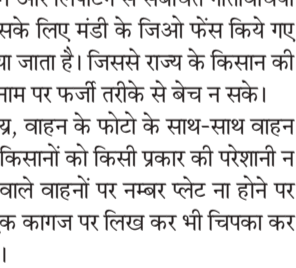 सके लिए मंडी के जिओ फेंस किये गए
जाता है। जिससे राज्य के किसान की
नाम पर फर्जी तरीके से बेच न सके।
वाहन के फोटो के साथ-साथ वाहन
किसानों को किसी प्रकार की परेशानी न
वाले वाहनों पर नम्बर प्लेट ना होने पर
क कागज पर लिख कर भी चिपका कर
।